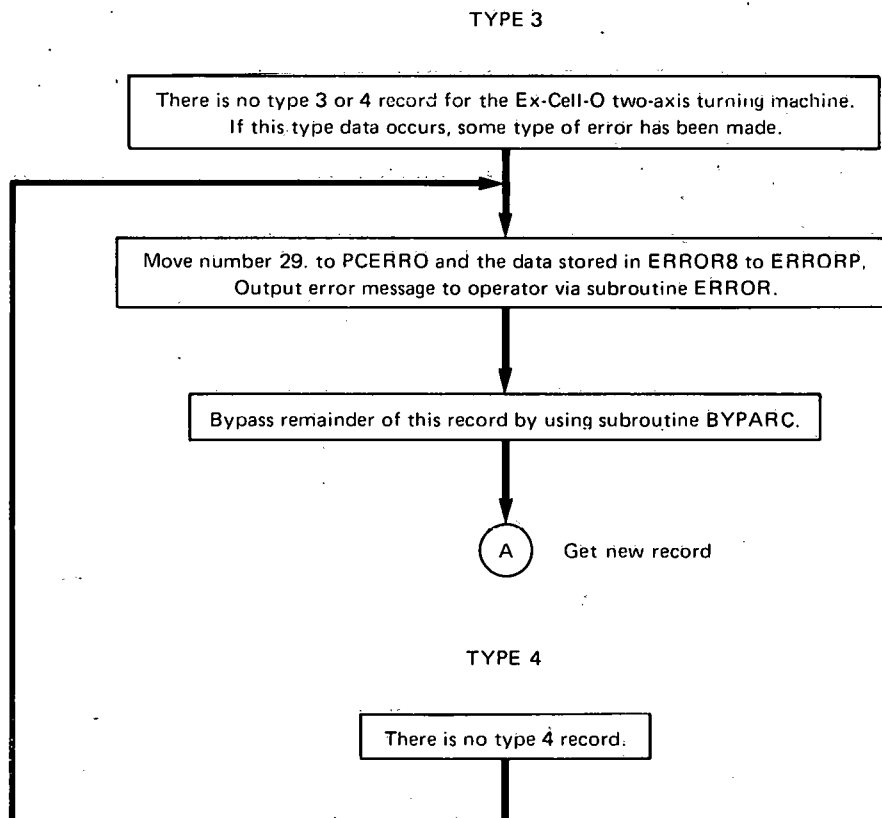 TYPE 3
There is no type 3 or 4 record for the Ex-Cell-O two-axis turning machine.
If this type data occurs, some type of error has been made.
Move number 29. to PCERRO and the data stored in ERROR8 to ERRORP.
Output error message to operator via subroutine ERROR.
Bypass remainder of this record by using subroutine BYPARC.
A Get new record
TYPE 4
There is no type 4 record.